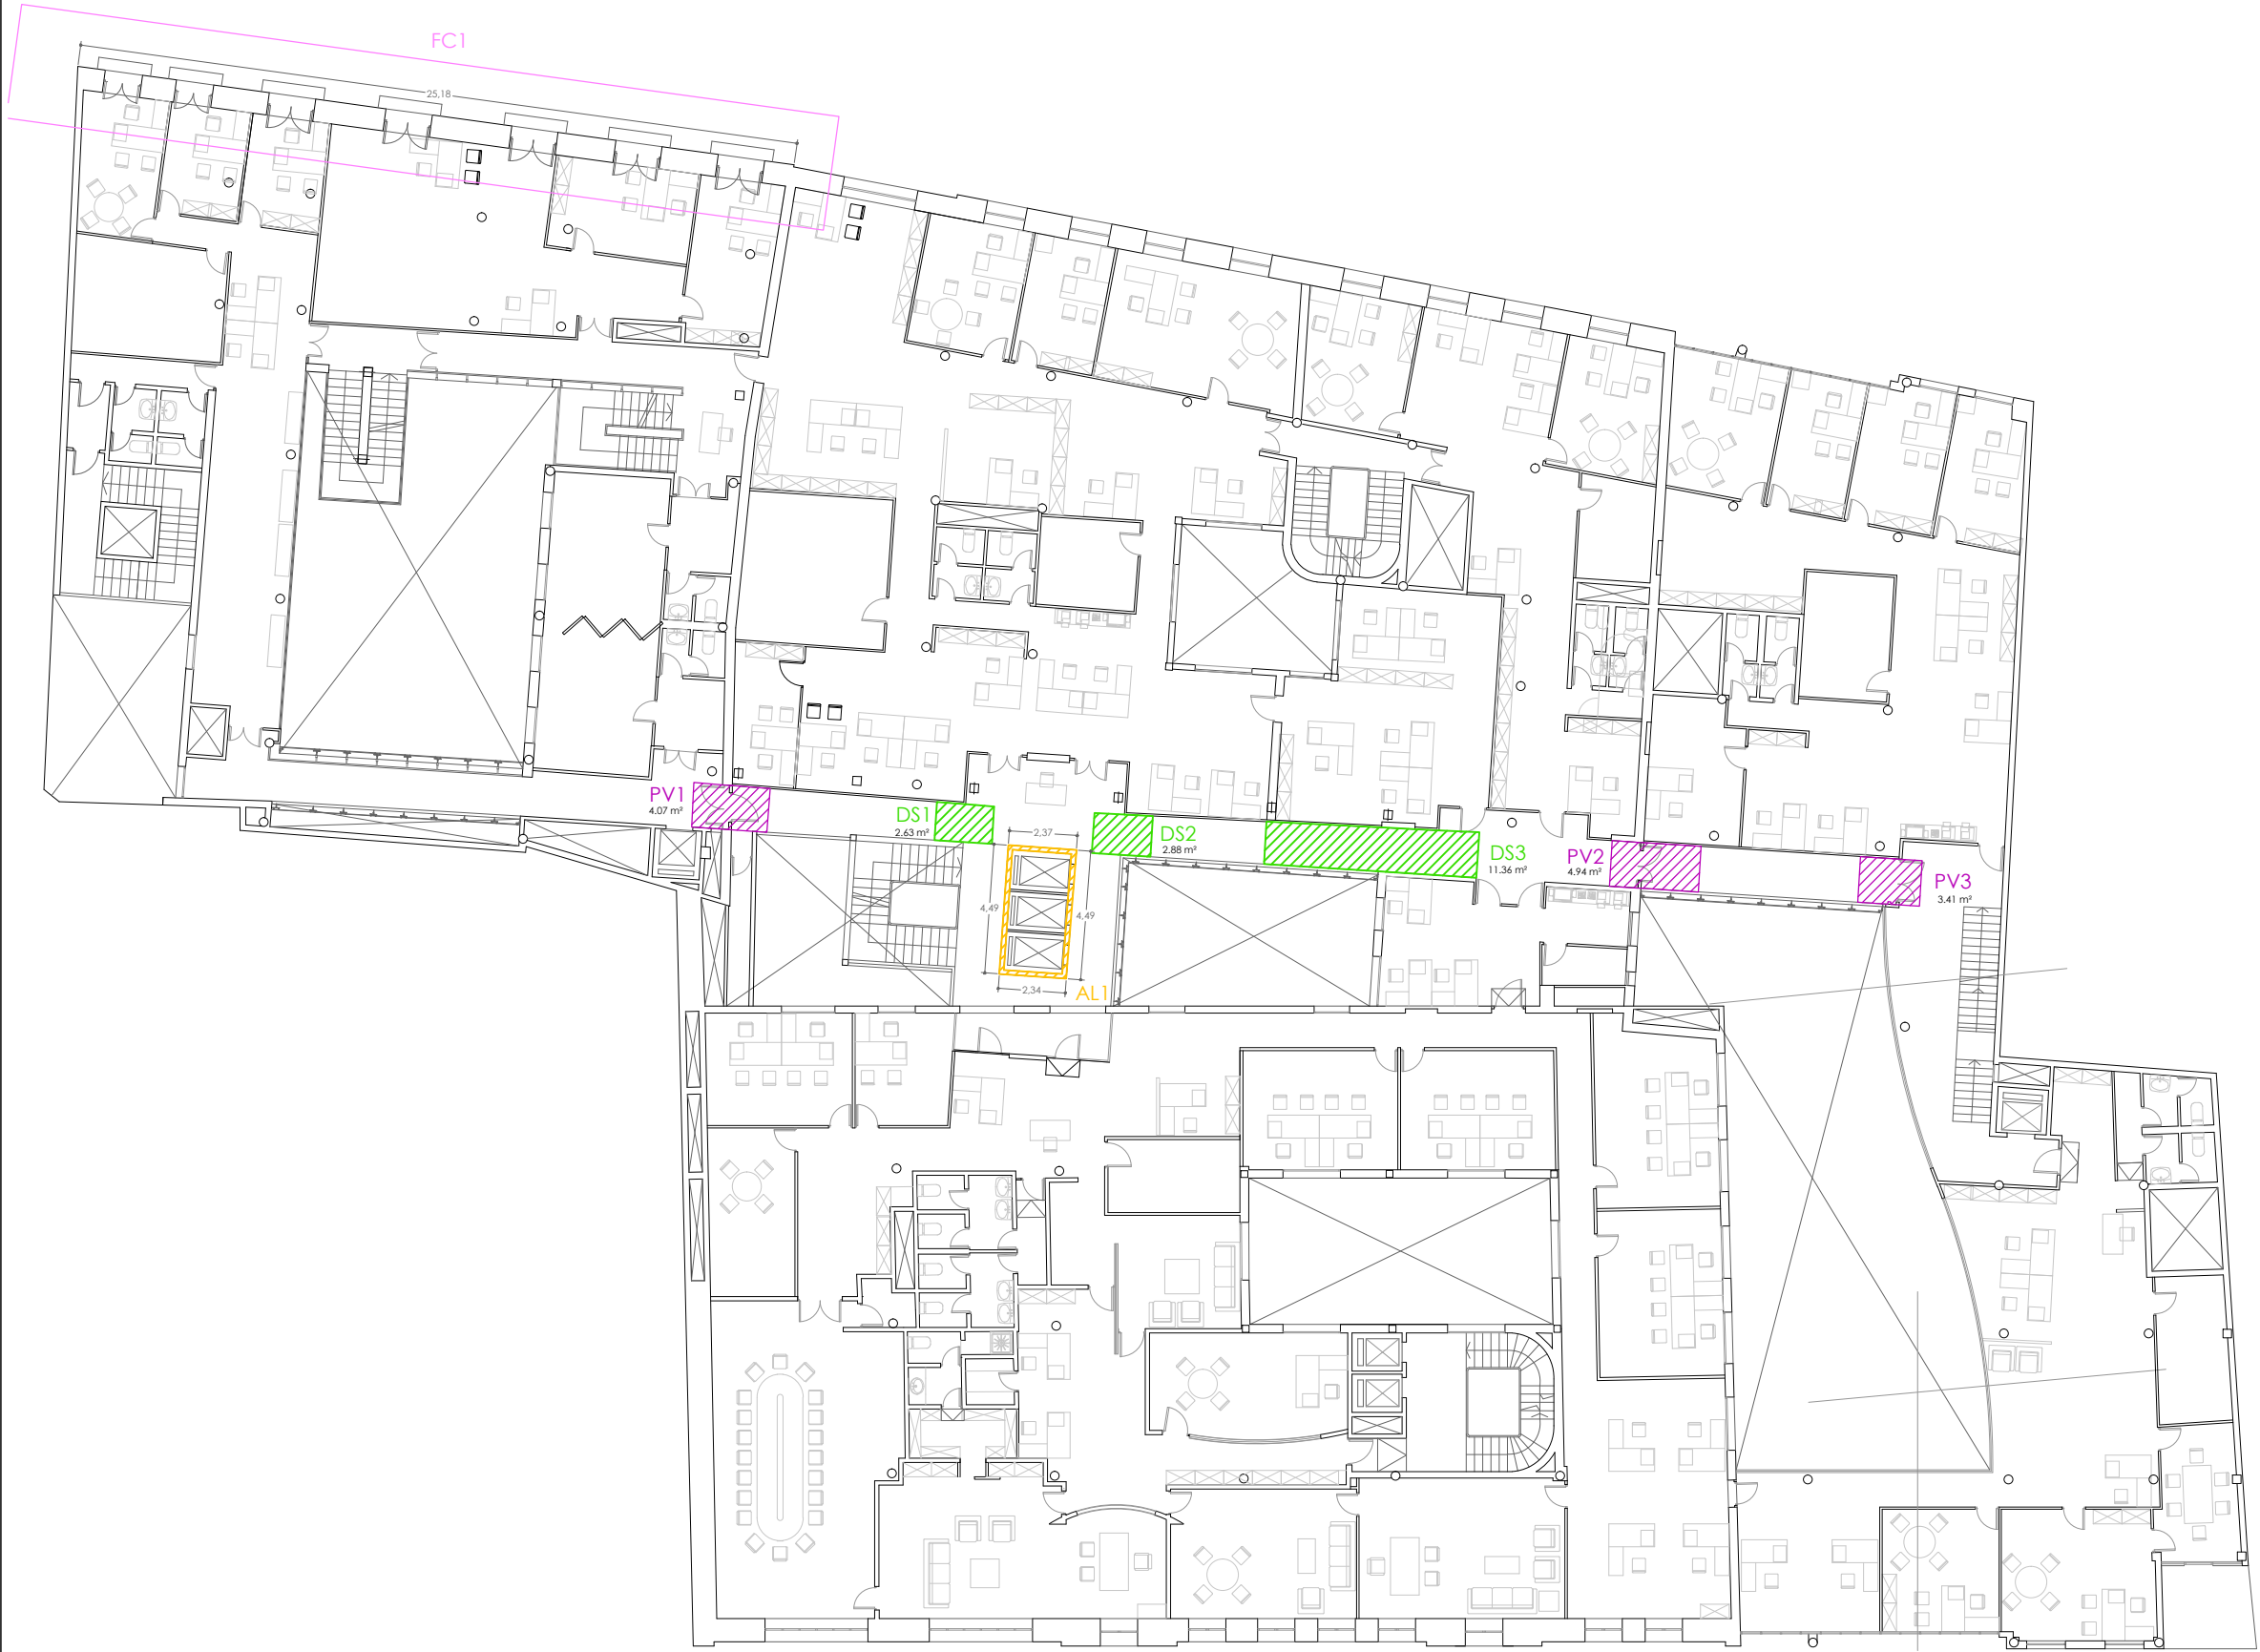 FC1
25,18
PV1
4.07 m²
DS1
2.63 m²
2,37
DS2
2.88 m²
DS3
11.36 m²
PV2
4.94 m²
PV3
3.41 m²
4,49
4,49
2,34
AL1